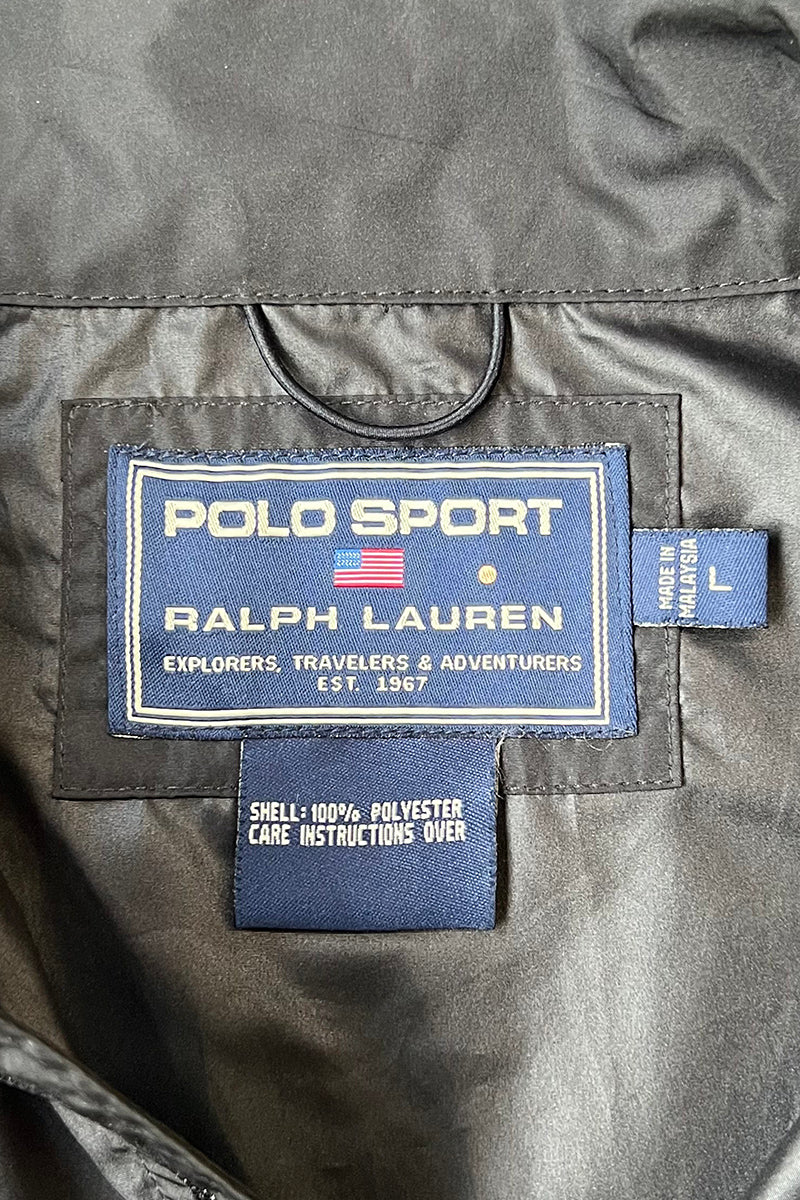 POLO SPORT
RALPH LAUREN
EXPLORERS, TRAVELERS & ADVENTURERS
EST. 1967
MADE IN
MALAYSIA
L
SHELL: 100% POLYESTER
CARE INSTRUCTIONS OVER